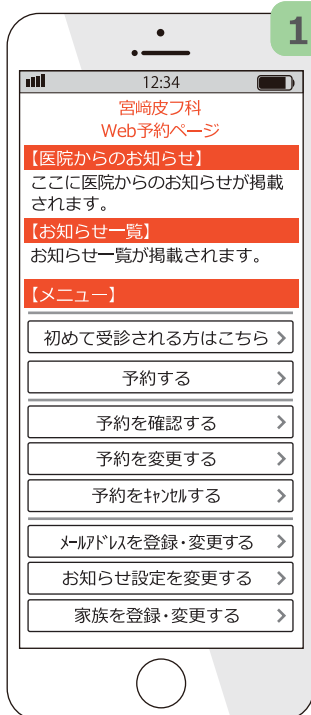 1
12:34
宮﨑皮フ科
Web予約ページ
【医院からのお知らせ】
ここに医院からのお知らせが掲載
されます。
【お知らせ一覧】
お知らせ一覧が掲載されます。
【メニュー】
初めて受診される方はこちら
予約する
予約を確認する
予約を変更する
予約をｷｬﾝｾﾙする
ﾒｰﾙｱﾄﾞﾚｽを登録・変更する
お知らせ設定を変更する
家族を登録・変更する